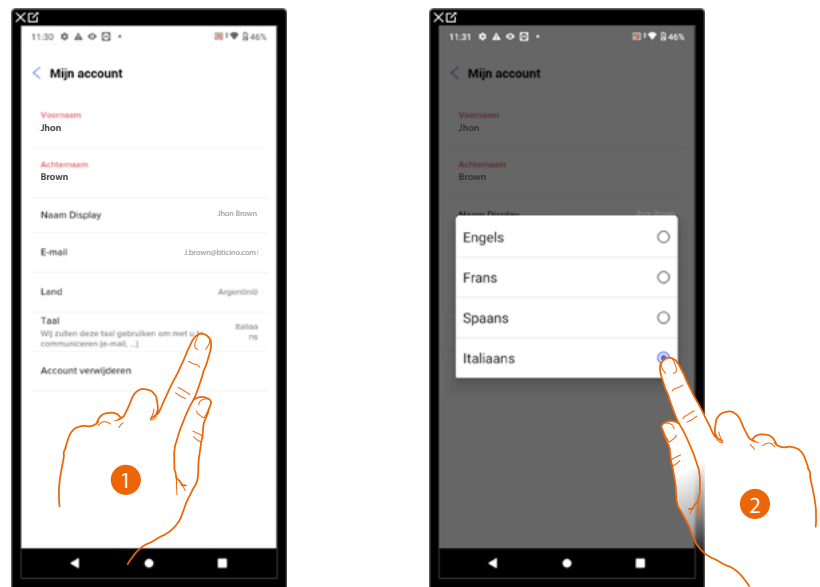 11:30
46%
Mijn account
Voornaam
Jhon
Achternaam
Brown
Naam Display Jhon Brown
E-mail J.brown@bticino.com
Land Argentinië
Taal
Wij zullen deze taal gebruiken om met u te
communiceren (e-mail, ...)
Italiaa
ns
Account verwijderen
1
11:31
46%
Mijn account
Voornaam
Jhon
Achternaam
Brown
Naam Display
Engels
Frans
Spaans
Italiaans
2